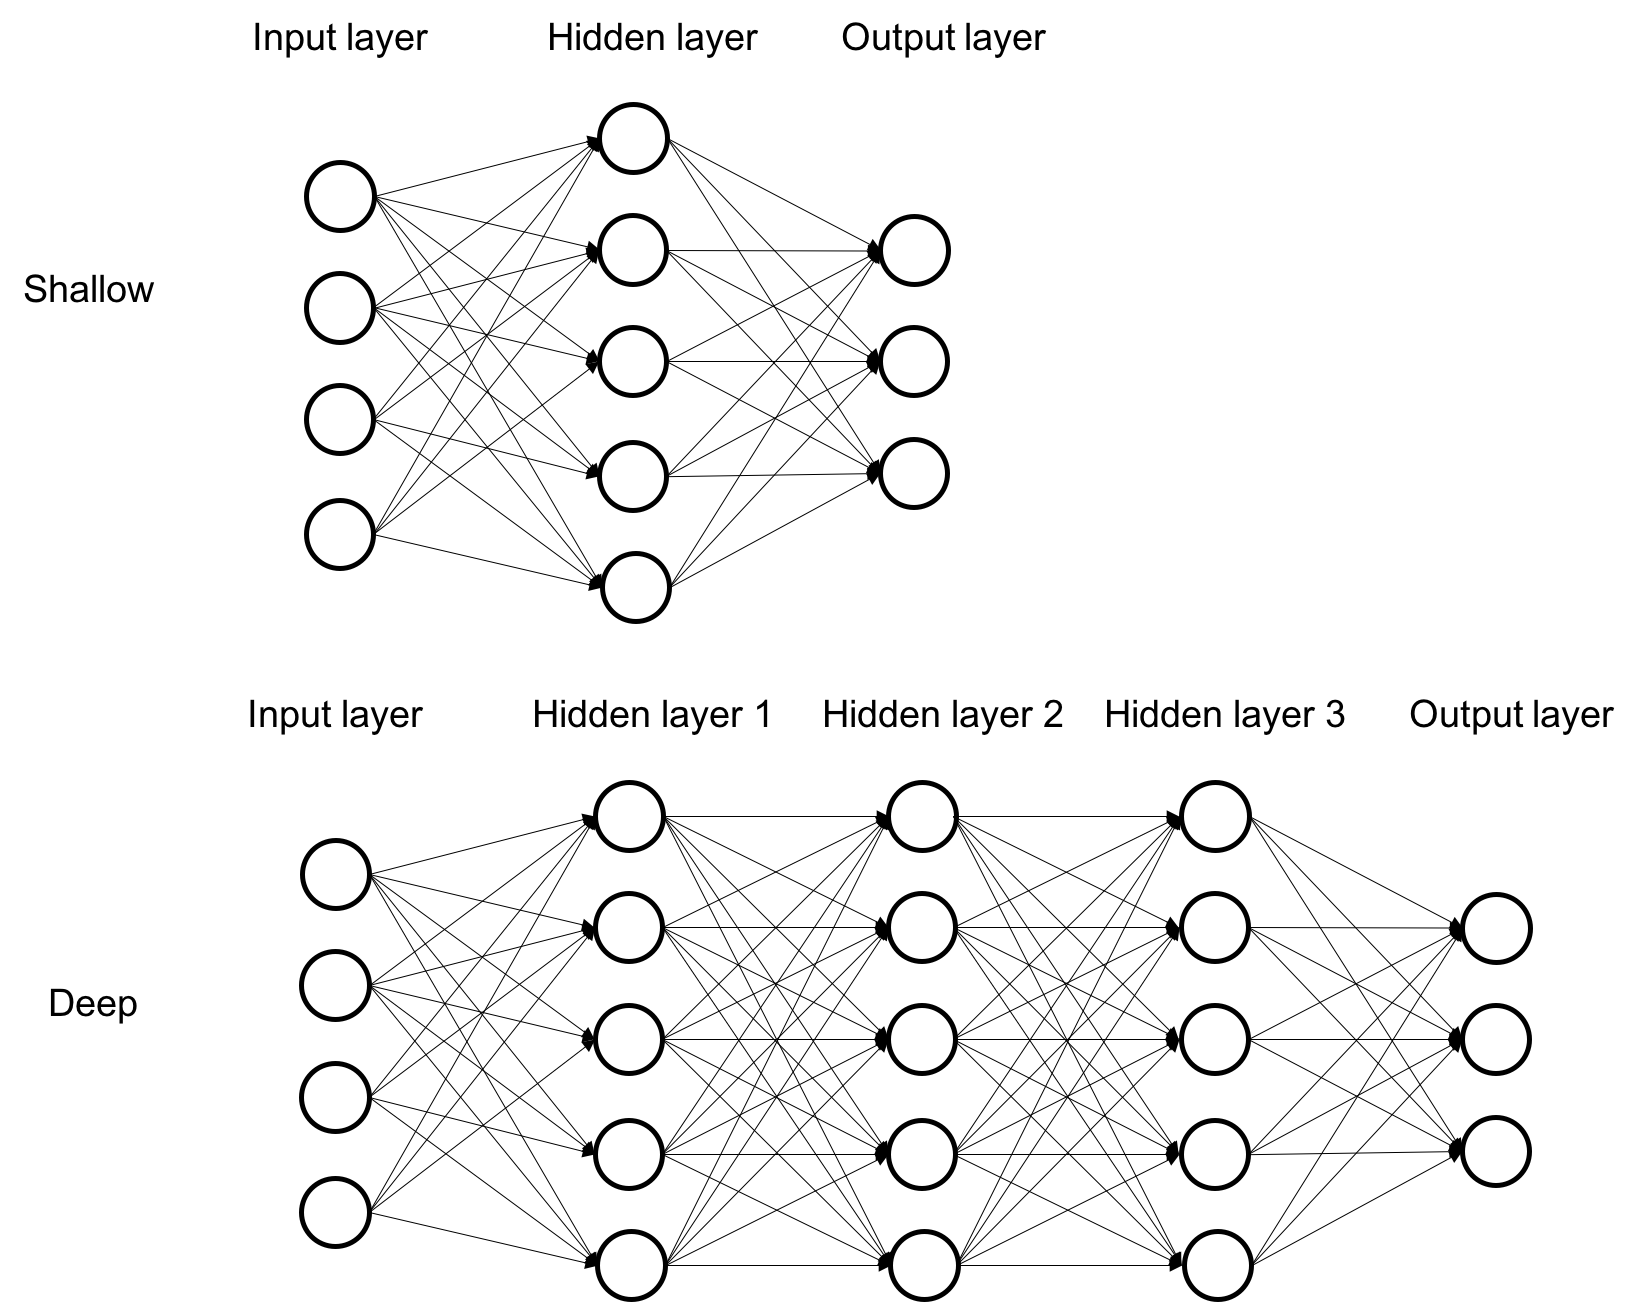 Input layer
Hidden layer
Output layer
Shallow
Input layer
Hidden layer 1
Hidden layer 2
Hidden layer 3
Output layer
Deep